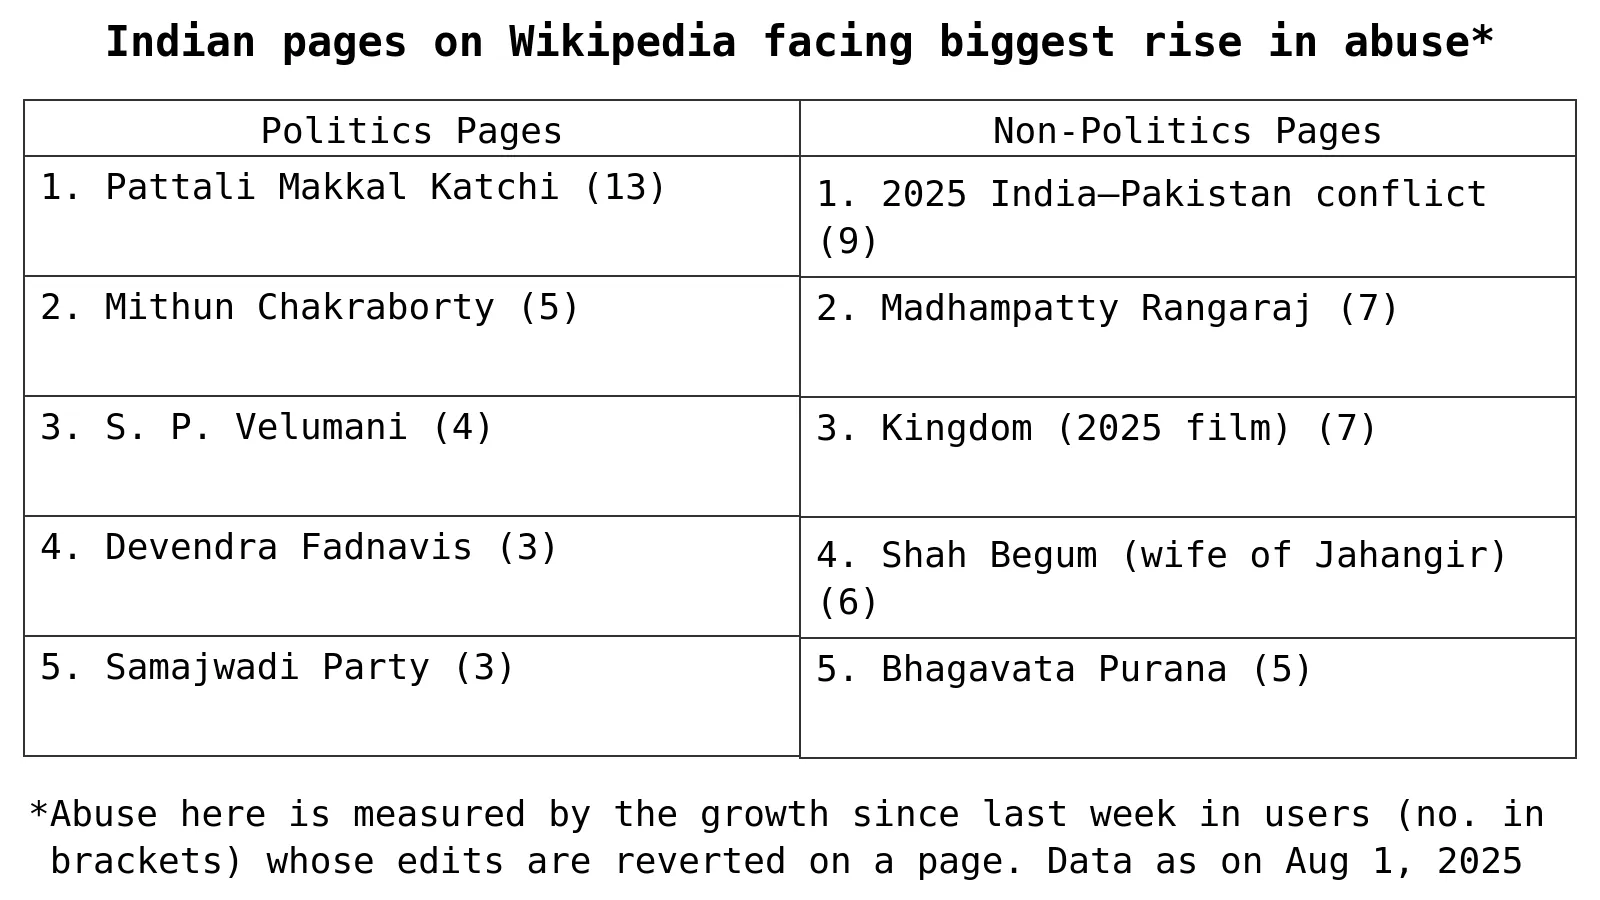 Indian pages on Wikipedia facing biggest rise in abuse*
Politics Pages
1. Pattali Makkal Katchi (13)
2. Mithun Chakraborty (5)
3. S. P. Velumani (4)
4. Devendra Fadnavis (3)
5. Samajwadi Party (3)
Non-Politics Pages
1. 2025 India–Pakistan conflict
(9)
2. Madhampatty Rangaraj (7)
3. Kingdom (2025 film) (7)
4. Shah Begum (wife of Jahangir)
(6)
5. Bhagavata Purana (5)
*Abuse here is measured by the growth since last week in users (no. in
brackets) whose edits are reverted on a page. Data as on Aug 1, 2025